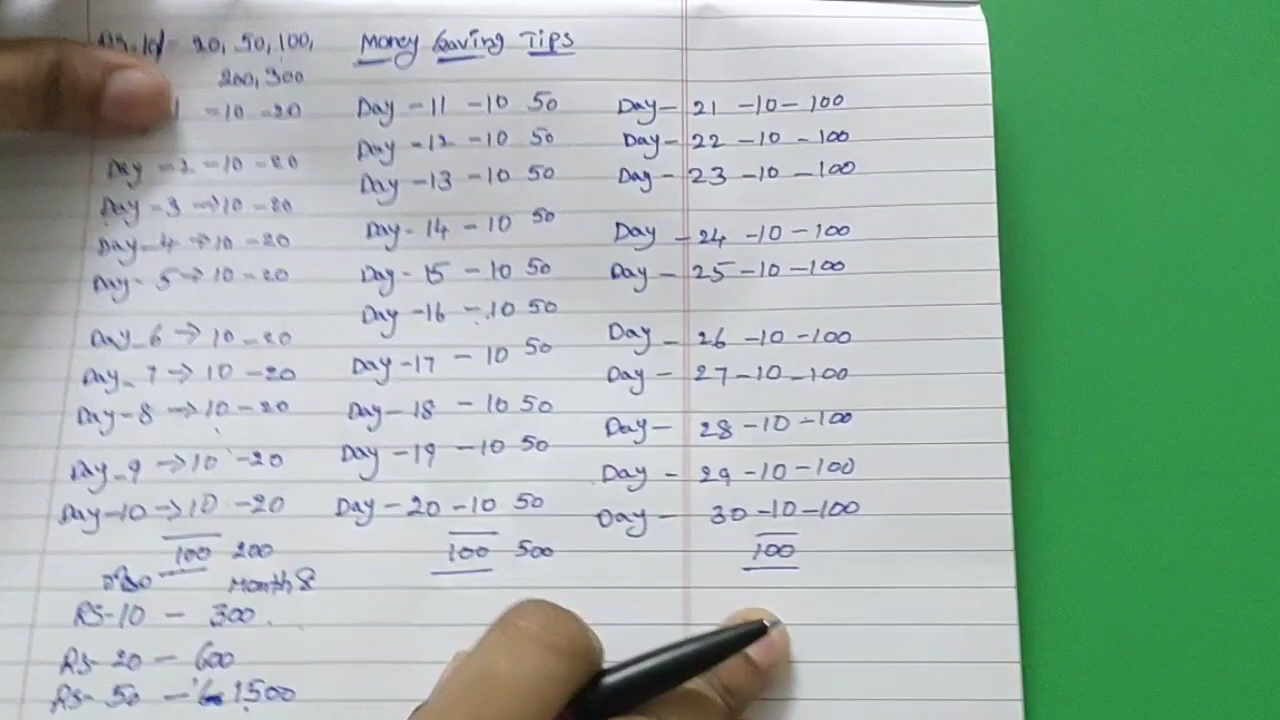 10 - 20, 50, 100,
200, 300
Money Saving Tips
1 - 10 - 20
Day - 2 - 10 - 20
Day - 3 → 10 - 20
Day - 4 → 10 - 20
Day - 5 → 10 - 20
Day - 6 → 10 - 20
Day - 7 → 10 - 20
Day - 8 → 10 - 20
Day - 9 → 10 - 20
Day - 10 → 10 - 20
100 200
Month
RS-10 - 300
RS-20 - 600
RS-50 - 1500
Day - 11 - 10 50
Day - 12 - 10 50
Day - 13 - 10 50
Day - 14 - 10 50
Day - 15 - 10 50
Day - 16 - 10 50
Day - 17 - 10 50
Day - 18 - 10 50
Day - 19 - 10 50
Day - 20 - 10 50
100 500
Day - 21 - 10 - 100
Day - 22 - 10 - 100
Day - 23 - 10 - 100
Day - 24 - 10 - 100
Day - 25 - 10 - 100
Day - 26 - 10 - 100
Day - 27 - 10 - 100
Day - 28 - 10 - 100
Day - 29 - 10 - 100
Day - 30 - 10 - 100
100